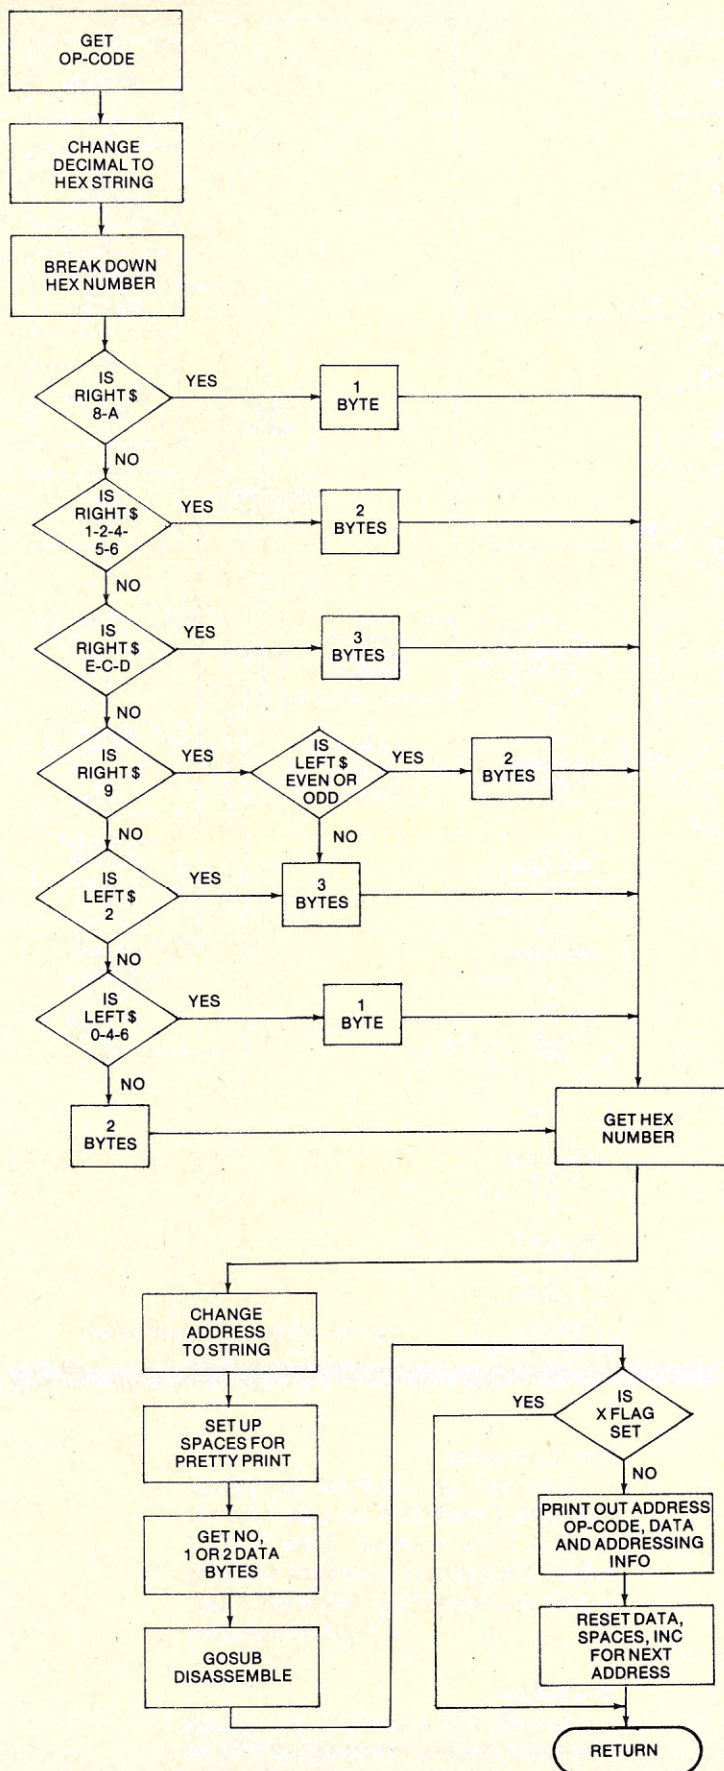 GET
OP-CODE
CHANGE
DECIMAL TO
HEX STRING
BREAK DOWN
HEX NUMBER
IS
RIGHT $
8-A
YES
1
BYTE
NO
IS
RIGHT $
1-2-4-
5-6
YES
2
BYTES
NO
IS
RIGHT $
E-C-D
YES
3
BYTES
NO
IS
RIGHT $
9
YES
IS
LEFT $
EVEN OR
ODD
YES
2
BYTES
NO
NO
IS
LEFT $
2
YES
3
BYTES
NO
IS
LEFT $
0-4-6
YES
1
BYTE
NO
2
BYTES
GET HEX
NUMBER
CHANGE
ADDRESS
TO STRING
SET UP
SPACES FOR
PRETTY PRINT
GET NO,
1 OR 2 DATA
BYTES
GOSUB
DISASSEMBLE
IS
X FLAG
SET
YES
NO
PRINT OUT ADDRESS
OP-CODE, DATA
AND ADDRESSING
INFO
RESET DATA,
SPACES, INC
FOR NEXT
ADDRESS
RETURN